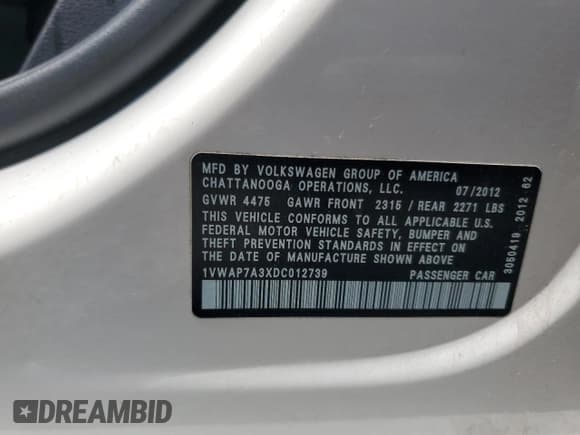 MFD BY VOLKSWAGEN GROUP OF AMERICA
CHATTANOOGA OPERATIONS, LLC. 07/2012
GVWR 4475 GAWR FRONT 2315 / REAR 2271 LBS
THIS VEHICLE CONFORMS TO ALL APPLICABLE U.S.
FEDERAL MOTOR VEHICLE SAFETY, BUMPER AND
THEFT PREVENTION STANDARDS IN EFFECT ON
THE DATE OF MANUFACTURE SHOWN ABOVE
1VWAP7A3XDC012739 PASSENGER CAR
3050419 2012 62
DREAMBID